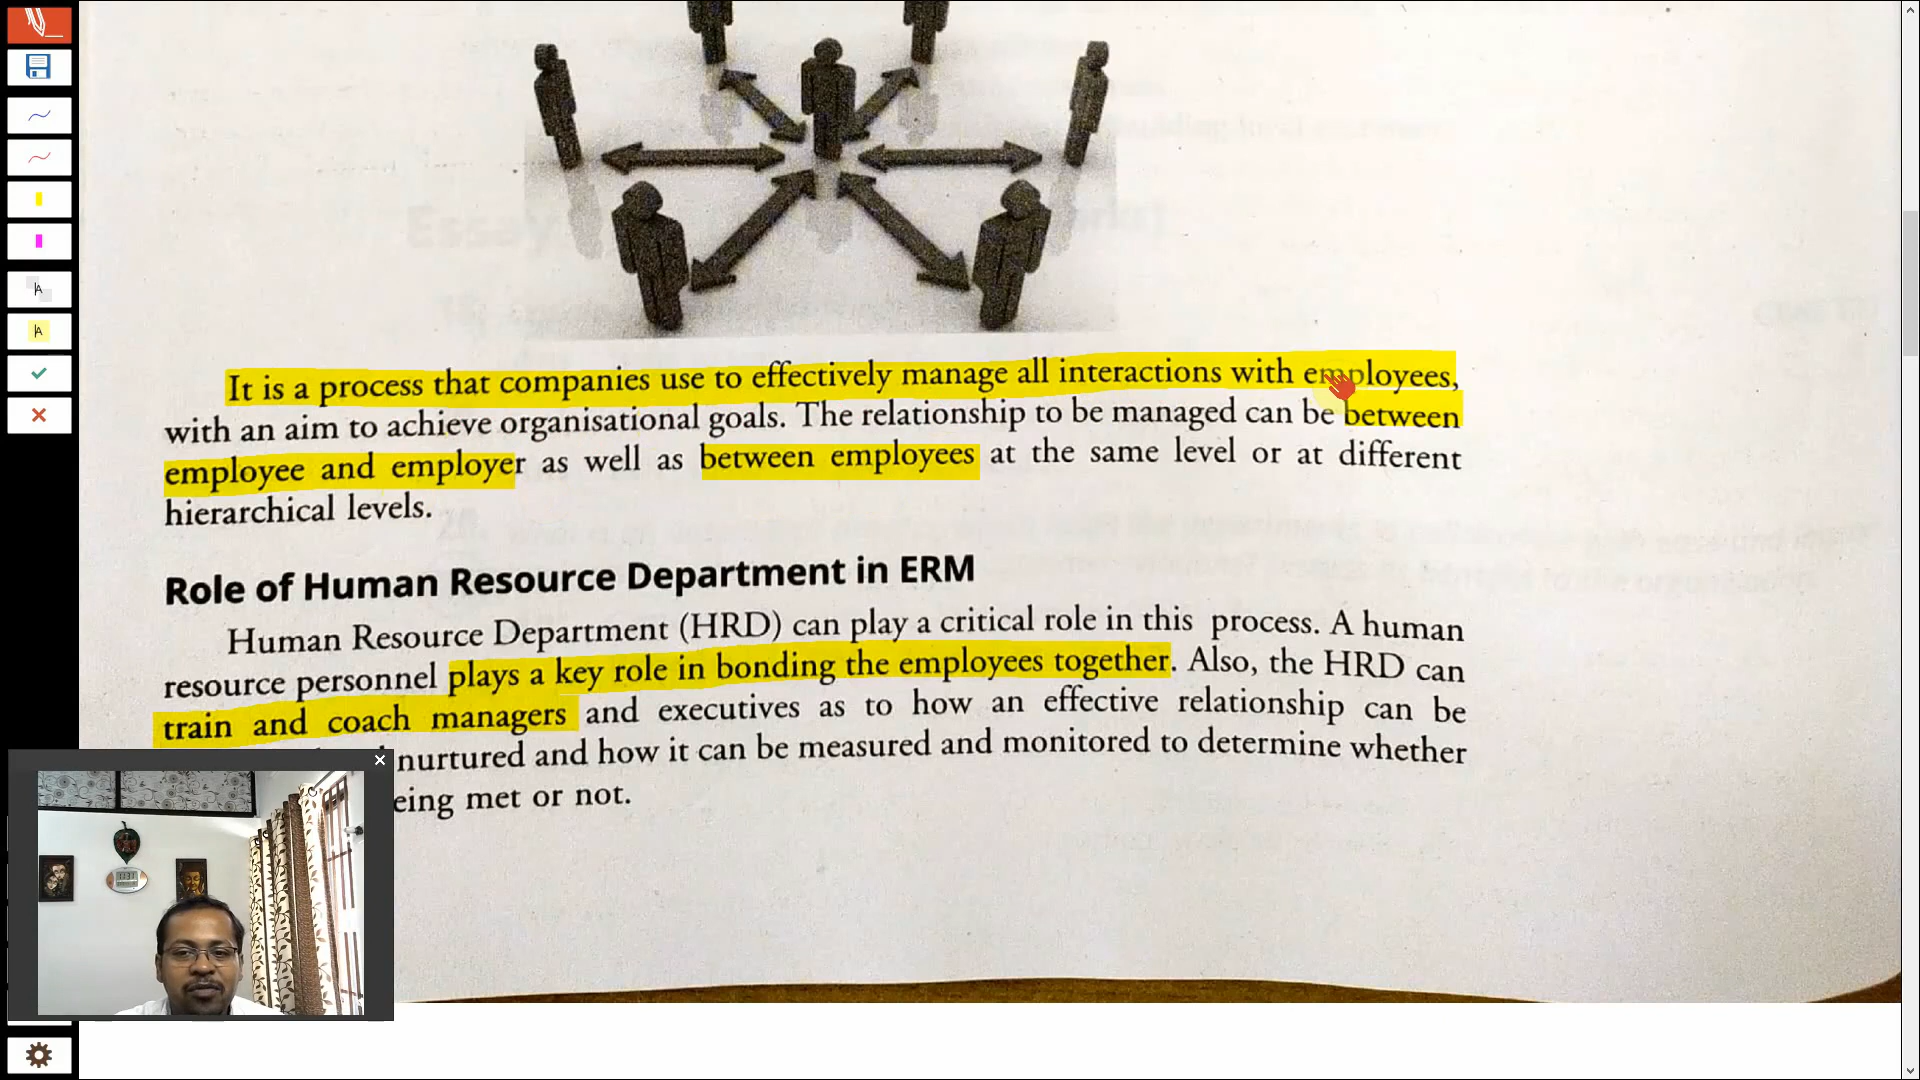 It is a process that companies use to effectively manage all interactions with employees,
with an aim to achieve organisational goals. The relationship to be managed can be between
employee and employer as well as between employees at the same level or at different
hierarchical levels.
Role of Human Resource Department in ERM
Human Resource Department (HRD) can play a critical role in this process. A human
resource personnel plays a key role in bonding the employees together. Also, the HRD can
train and coach managers and executives as to how an effective relationship can be
nurtured and how it can be measured and monitored to determine whether
eing met or not.